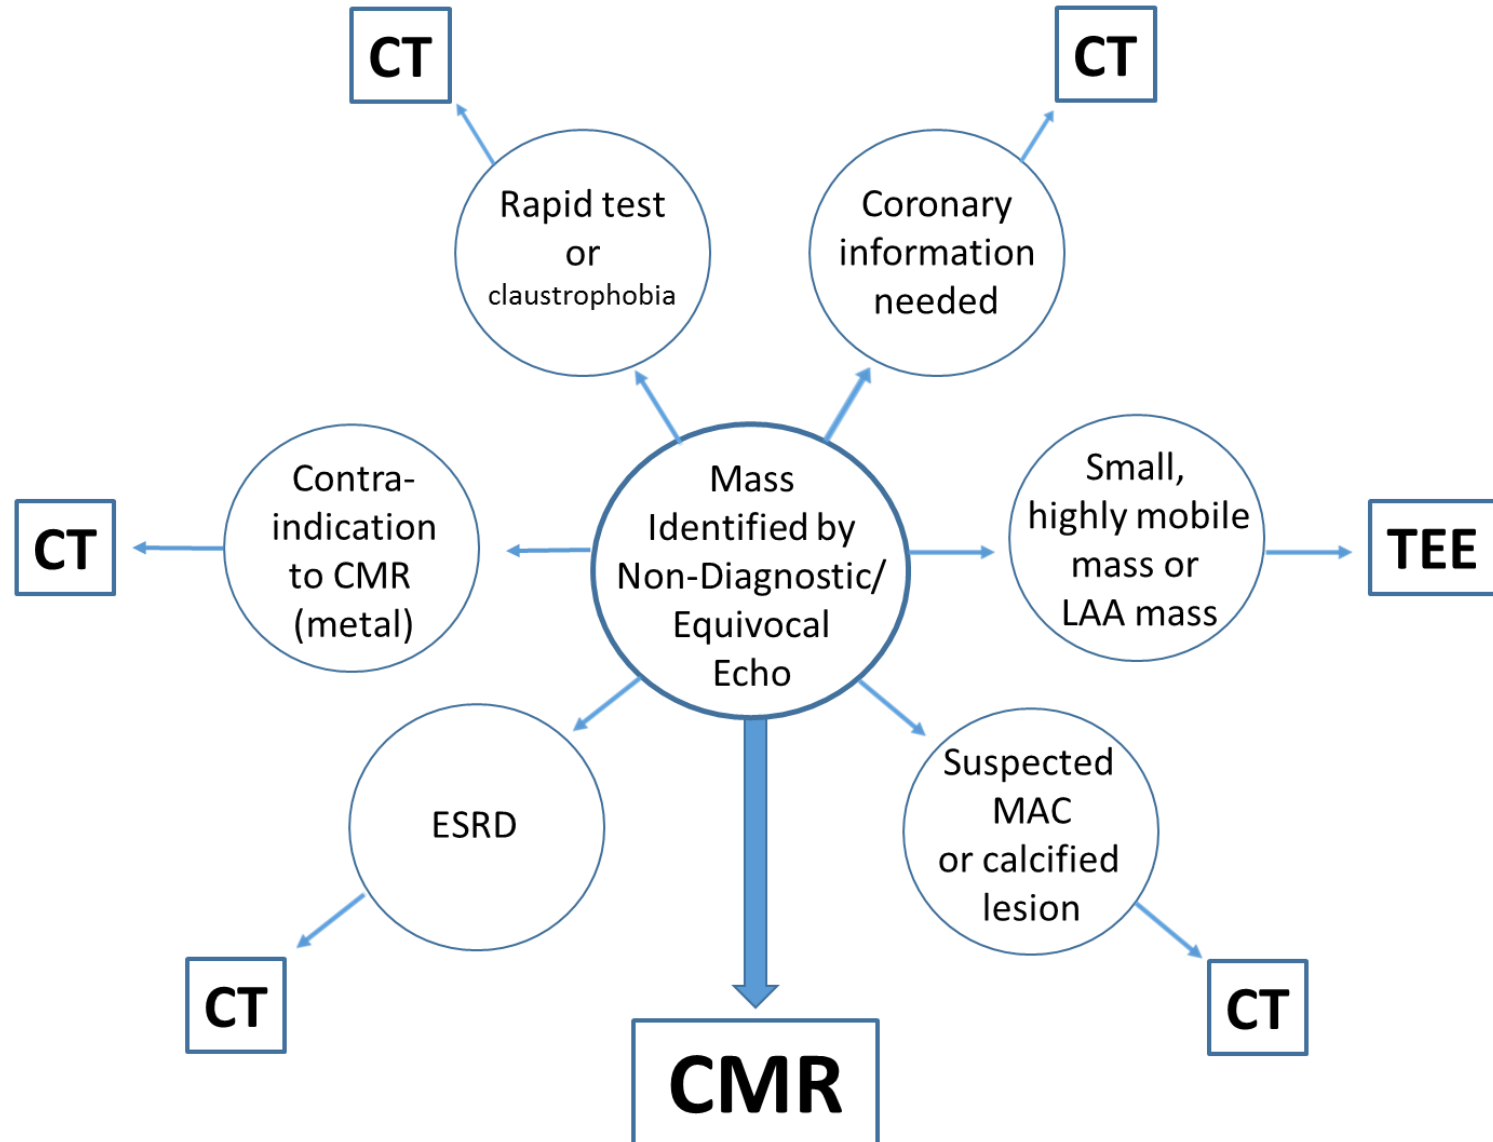 CT
CT
Rapid test
or
claustrophobia
Coronary
information
needed
Contra-
indication
to CMR
(metal)
CT
Mass
Identified by
Non-Diagnostic/
Equivocal
Echo
Small,
highly mobile
mass or
LAA mass
TEE
ESRD
CT
Suspected
MAC
or calcified
lesion
CT
CMR